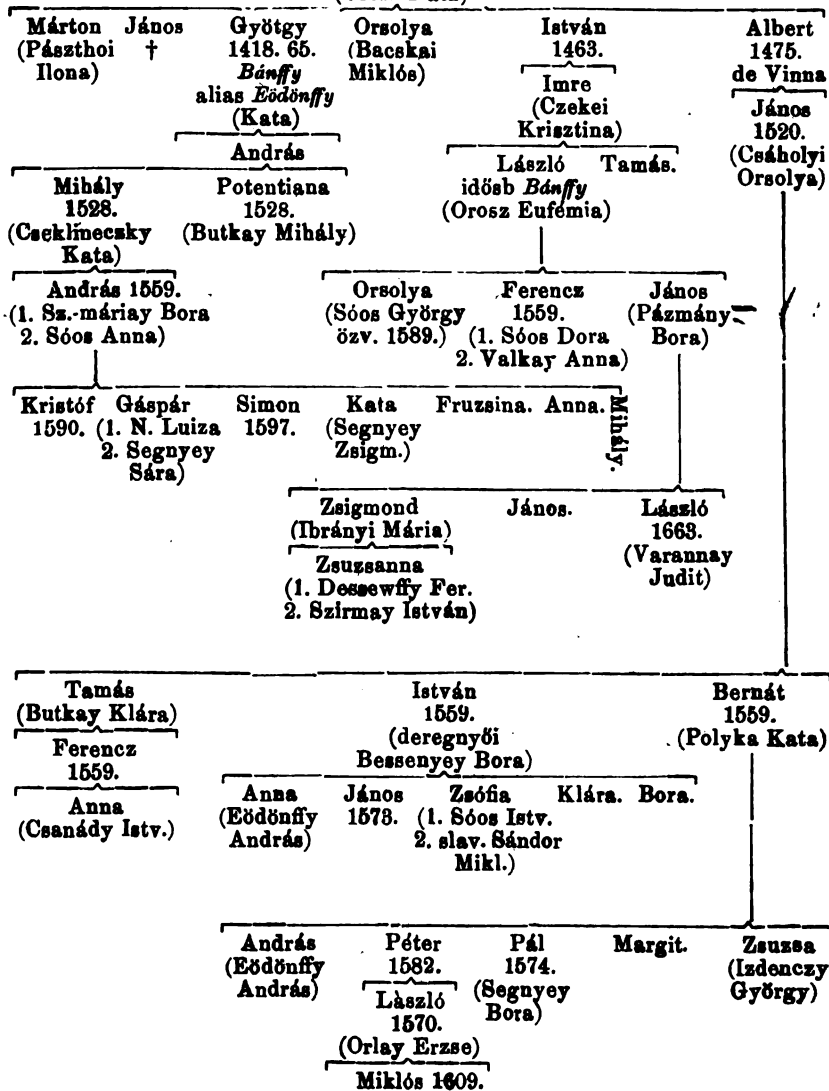 Márton János Gyötgy Orsolya István Albert
(Pászthoi † 1418. 65. (Bacskai 1463. 1475.
Ilona) Bánffy Miklós) de Vinna
alias Eödönffy Imre János
(Kata) (Czekei 1520.
Krisztina) (Csáholyi
András Orsolya)
László Tamás.
Mihály Potentiana idösb Bánffy
1528. 1528. (Orosz Eufémia)
(Cseklímecsky (Butkay Mihály)
Kata)
András 1559. Orsolya Ferencz János
(1. Sz.-máriay Bora (Sóos György 1559. (Pázmány
2. Sóos Anna) özv. 1589.) (1. Sóos Dora Bora)
2. Valkay Anna)
Kristóf Gáspár Simon Kata Fruzsina. Anna. Mihály.
1590. (1. N. Luiza 1597. (Segnyey
2. Segnyey Zsigm.)
Sára)
Zsigmond János. László
(Ibrányi Mária) 1663.
Zsuzsanna (Varannay
(1. Dessewffy Fer. Judit)
2. Szirmay István)
Tamás István Bernát
(Butkay Klára) 1559. 1559.
Ferencz (deregnyői (Polyka Kata)
1559. Bessenyey Bora)
Anna Anna János Zsófia Klára. Bora.
(Csanády Istv.) (Eödönffy 1573. (1. Sóos Istv.
András) 2. slav. Sándor
Mikl.)
András Péter Pál Margit. Zsuzsa
(Eödönffy 1582. 1574. (Izdenczy
András) Làszló (Segnyey György)
1570. Bora)
(Orlay Erzse)
Miklós 1609.